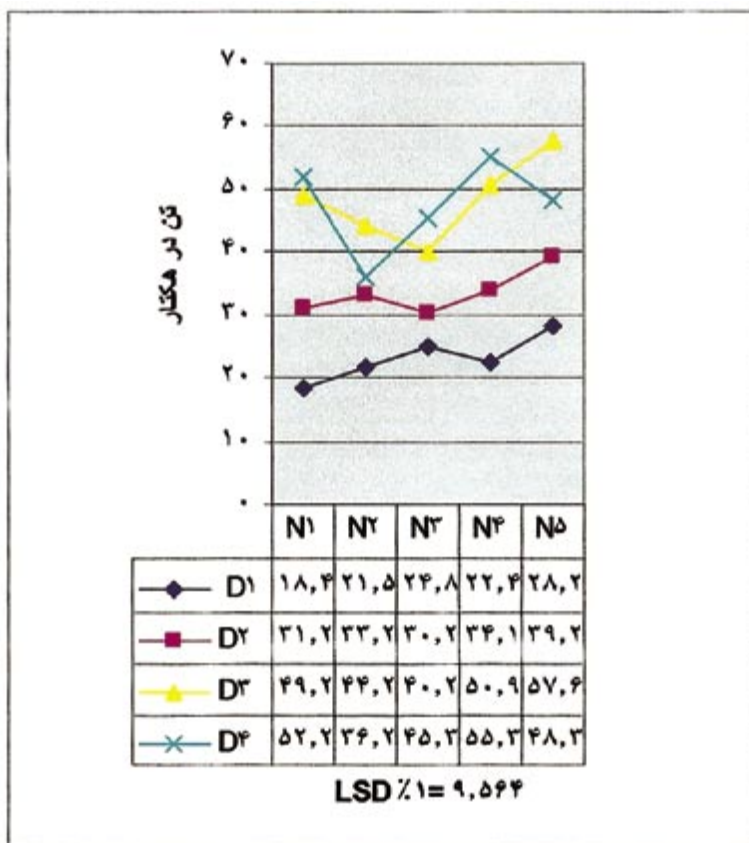 ۷۰
۶۰
۵۰
۴۰
۳۰
۲۰
۱۰
۰
تن در هکتار
N۱ N۲ N۳ N۴ N۵
D۱ ۱۸,۴ ۲۱,۵ ۲۴,۸ ۲۲,۴ ۲۸,۲
D۲ ۳۱,۲ ۳۳,۲ ۳۰,۲ ۳۴,۱ ۳۹,۲
D۳ ۴۹,۲ ۴۴,۲ ۴۰,۲ ۵۰,۹ ۵۷,۶
D۴ ۵۲,۲ ۳۶,۲ ۴۵,۳ ۵۵,۳ ۴۸,۳
LSD ٪۱= ۹,۵۶۴